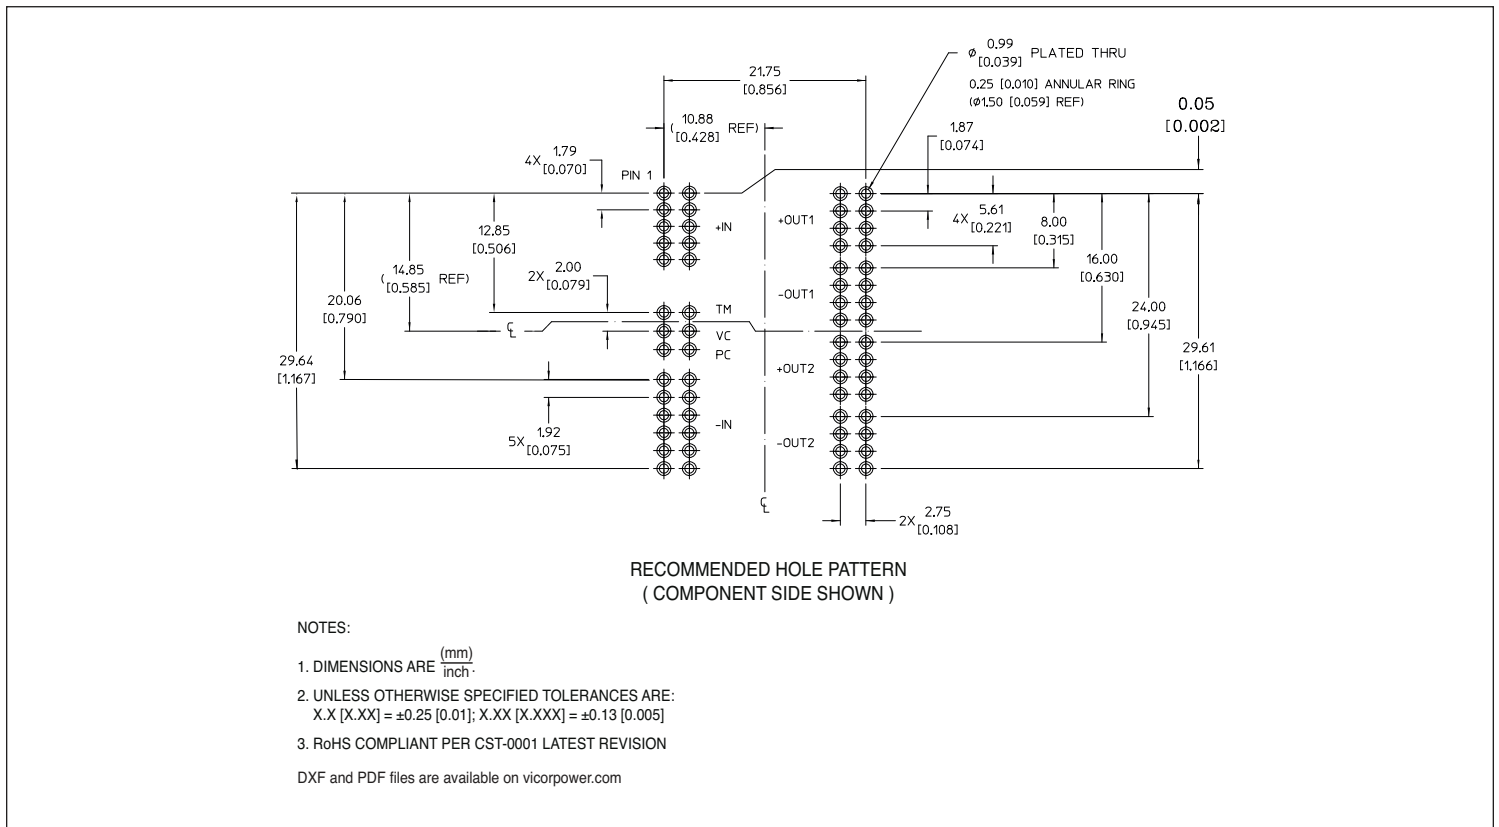 Ø 0.99 [0.039] PLATED THRU
0.25 [0.010] ANNULAR RING
(Ø1.50 [0.059] REF)
21.75
[0.856]
0.05
[0.002]
( 10.88 [0.428] REF)
1.87
[0.074]
4X 1.79 [0.070]
PIN 1
+IN
+OUT1
4X 5.61 [0.221]
8.00
[0.315]
12.85
[0.506]
( 14.85 [0.585] REF)
2X 2.00 [0.079]
16.00
[0.630]
-OUT1
20.06
[0.790]
TM
24.00
[0.945]
℄
VC
PC
29.64
[1.167]
29.61
[1.166]
+OUT2
5X 1.92 [0.075]
-IN
-OUT2
℄
2X 2.75 [0.108]
RECOMMENDED HOLE PATTERN
( COMPONENT SIDE SHOWN )
NOTES:
1. DIMENSIONS ARE (mm)/inch.
2. UNLESS OTHERWISE SPECIFIED TOLERANCES ARE:
X.X [X.XX] = ±0.25 [0.01]; X.XX [X.XXX] = ±0.13 [0.005]
3. RoHS COMPLIANT PER CST-0001 LATEST REVISION
DXF and PDF files are available on vicorpower.com